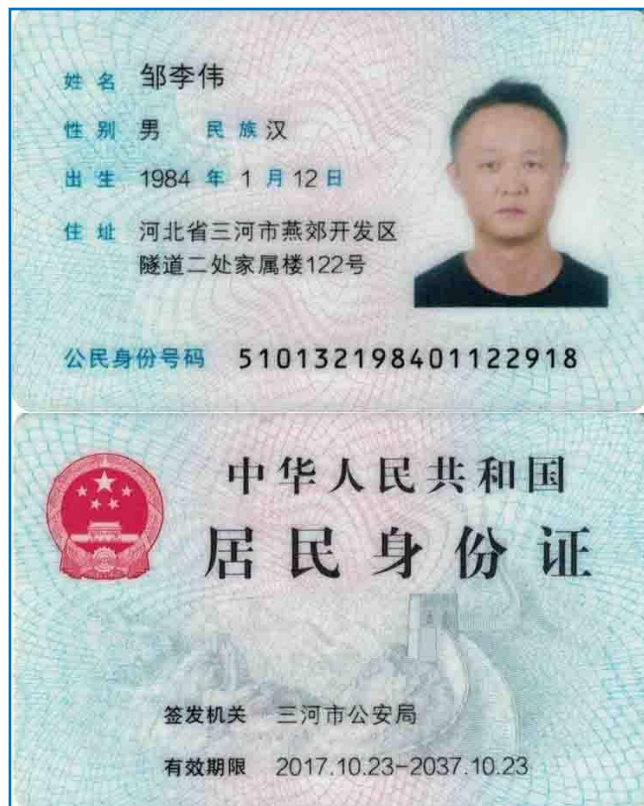 姓名 邹李伟
性别 男 民族 汉
出生 1984 年 1 月 12 日
住址 河北省三河市燕郊开发区
隧道二处家属楼122号
公民身份号码 510132198401122918
中华人民共和国
居民身份证
签发机关 三河市公安局
有效期限 2017.10.23-2037.10.23